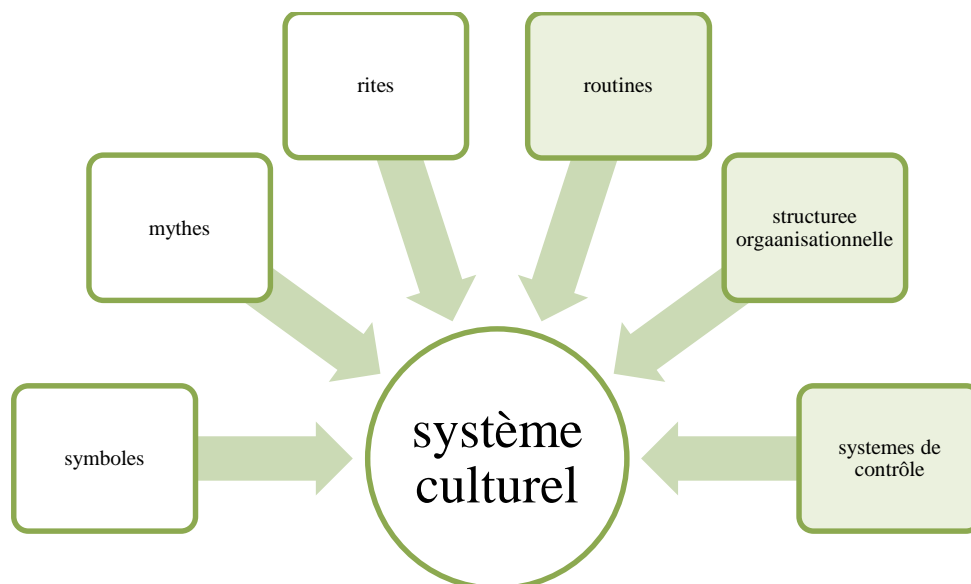 rites
routines
mythes
structuree
orgaanisationnelle
symboles
système
culturel
systemes de
contrôle